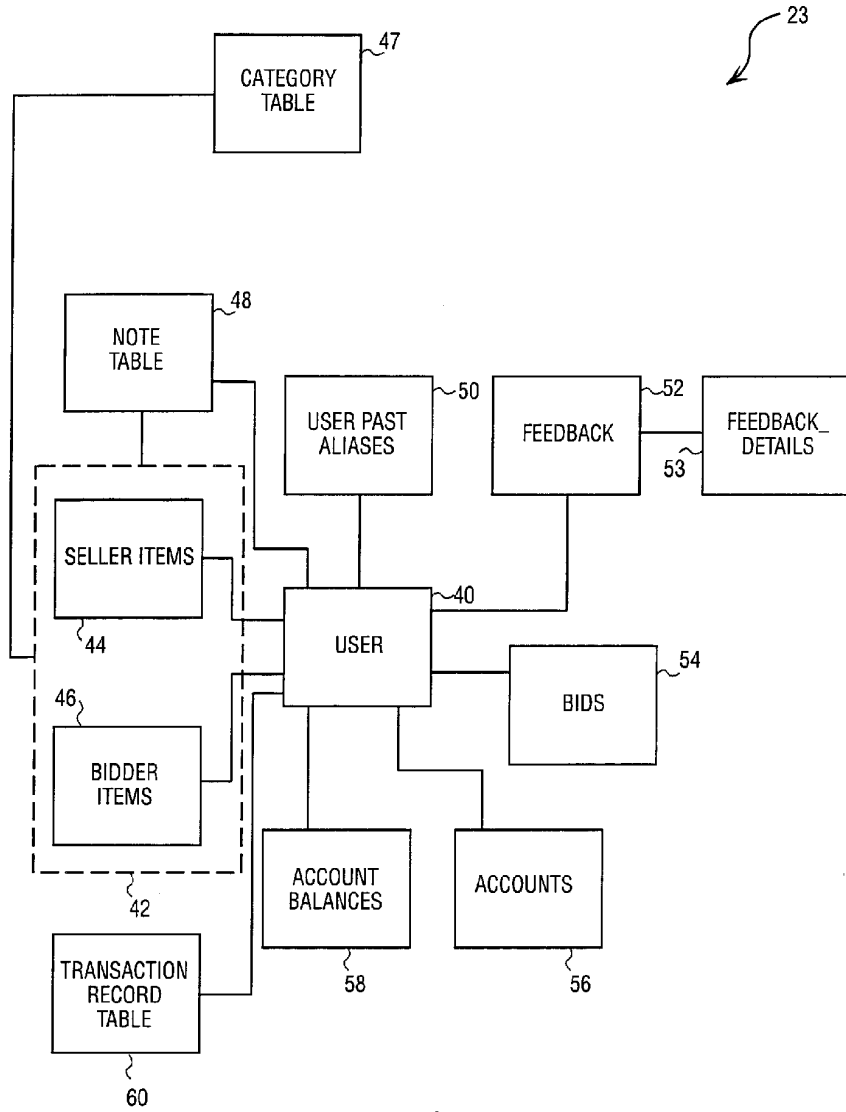 23
47
CATEGORY
TABLE
48
NOTE
TABLE
50
USER PAST
ALIASES
52
FEEDBACK
53
FEEDBACK_
DETAILS
SELLER ITEMS
44
40
USER
54
BIDS
46
BIDDER
ITEMS
42
ACCOUNT
BALANCES
58
ACCOUNTS
56
TRANSACTION
RECORD
TABLE
60